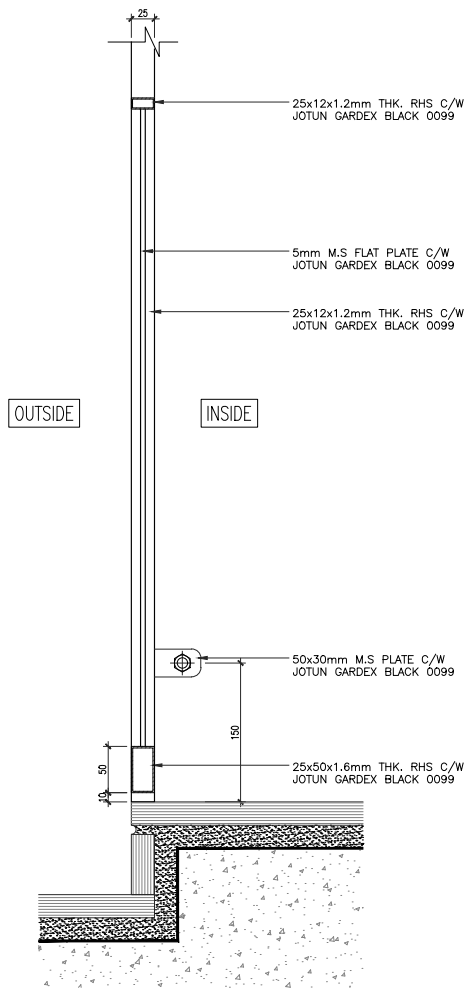 25
25x12x1.2mm THK. RHS C/W
JOTUN GARDEX BLACK 0099
5mm M.S FLAT PLATE C/W
JOTUN GARDEX BLACK 0099
25x12x1.2mm THK. RHS C/W
JOTUN GARDEX BLACK 0099
OUTSIDE
INSIDE
50x30mm M.S PLATE C/W
JOTUN GARDEX BLACK 0099
150
50
25x50x1.6mm THK. RHS C/W
JOTUN GARDEX BLACK 0099
10